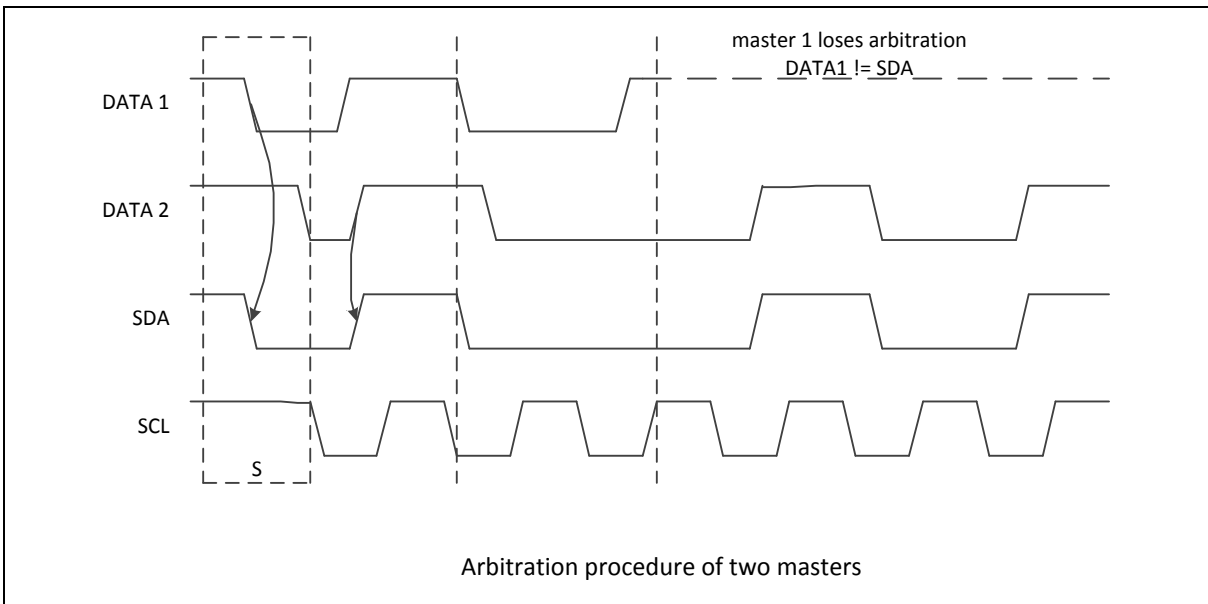 master 1 loses arbitration
DATA1 != SDA
DATA 1
DATA 2
SDA
SCL
S
Arbitration procedure of two masters